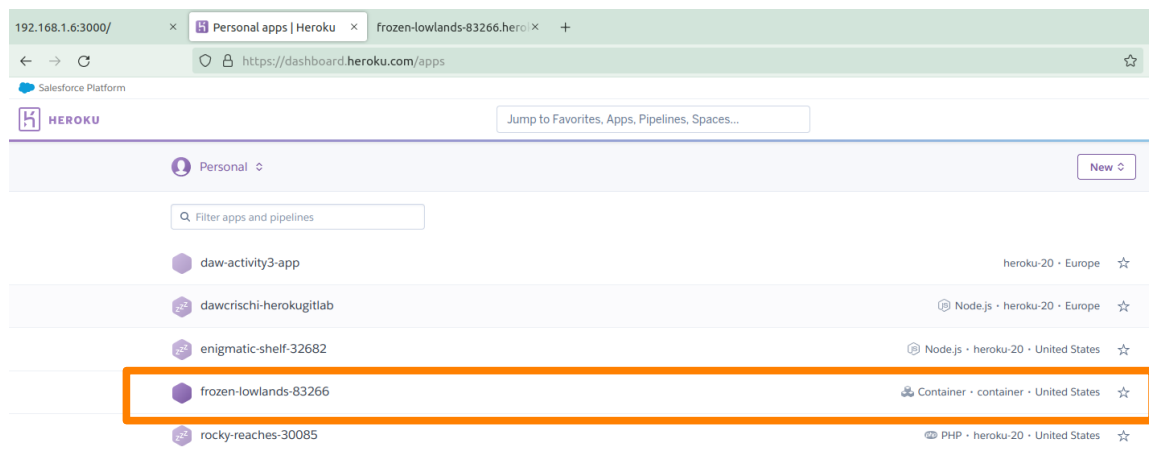 192.168.1.6:3000/ Personal apps | Heroku frozen-lowlands-83266.hero
https://dashboard.heroku.com/apps
Salesforce Platform
HEROKU Jump to Favorites, Apps, Pipelines, Spaces...
Personal New
Filter apps and pipelines
daw-activity3-app heroku-20 · Europe
dawcrischi-herokugitlab Node.js · heroku-20 · Europe
enigmatic-shelf-32682 Node.js · heroku-20 · United States
frozen-lowlands-83266 Container · container · United States
rocky-reaches-30085 PHP · heroku-20 · United States